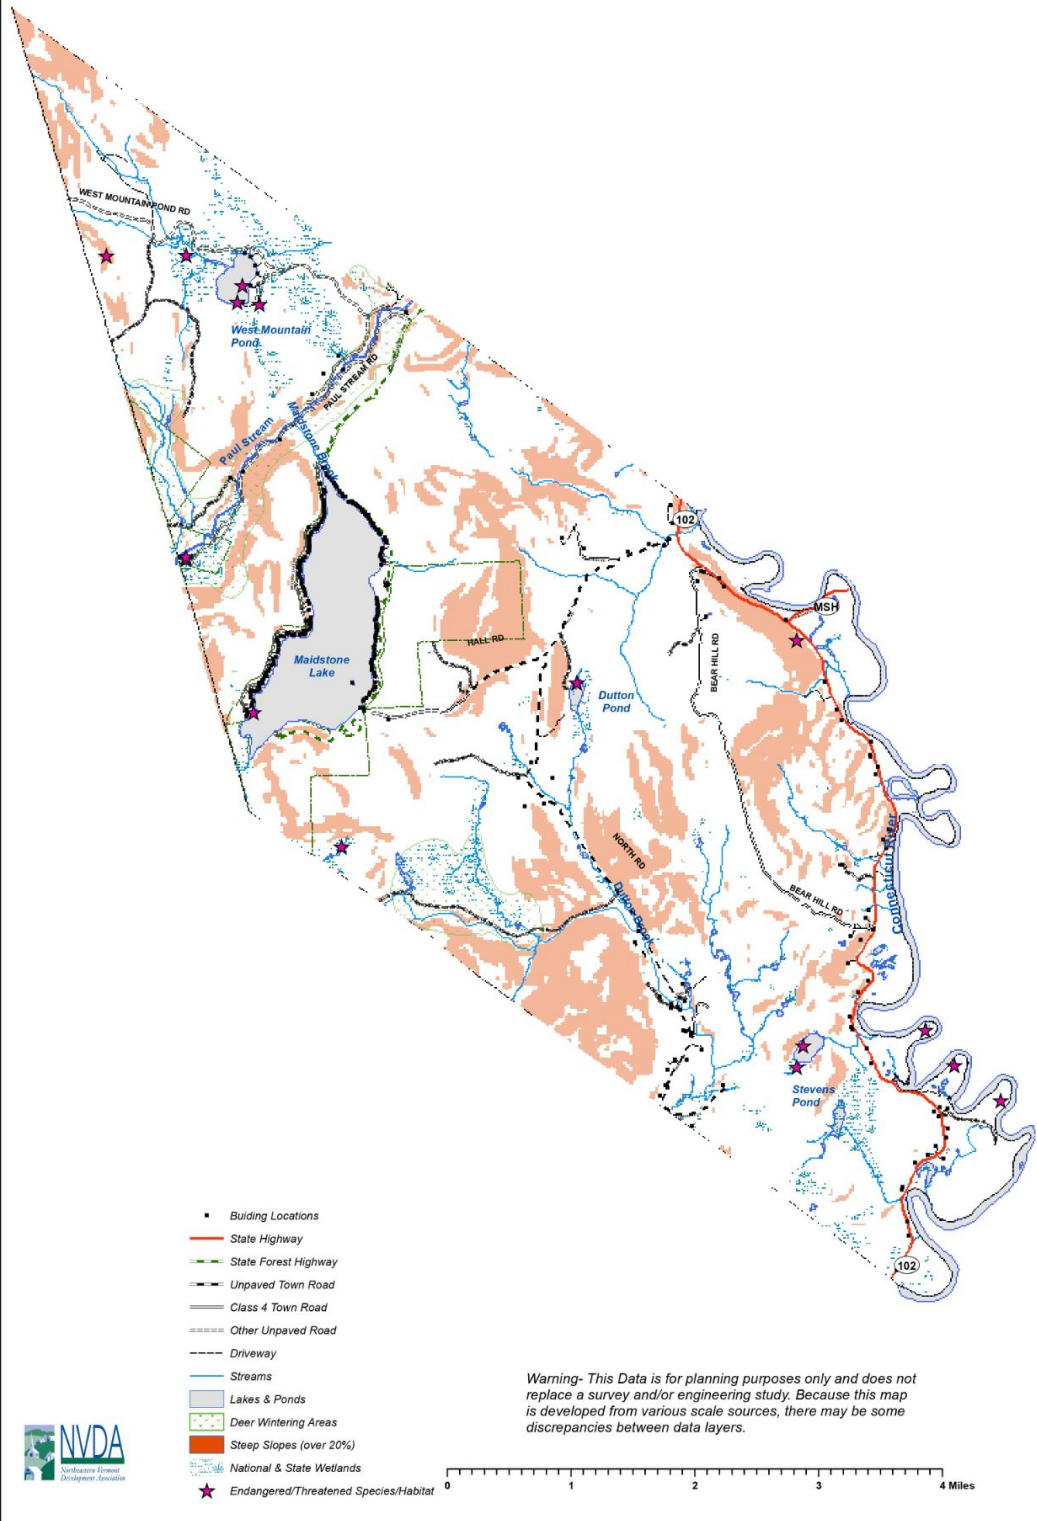 WEST MOUNTAIN POND RD
West Mountain
Pond
PAUL STREAM RD
Maidstone Brook
Paul Stream
102
MSH
HALL RD
BEAR HILL RD
Maidstone
Lake
Dutton
Pond
NORTH RD
Connecticut River
Dutton Brook
BEAR HILL RD
Stevens
Pond
102
Buiding Locations
State Highway
State Forest Highway
Unpaved Town Road
Class 4 Town Road
Other Unpaved Road
Driveway
Streams
Lakes & Ponds
Deer Wintering Areas
Steep Slopes (over 20%)
National & State Wetlands
Endangered/Threatened Species/Habitat
Warning- This Data is for planning purposes only and does not
replace a survey and/or engineering study. Because this map
is developed from various scale sources, there may be some
discrepancies between data layers.
NVDA
Northeastern Vermont
Development Association
0 1 2 3 4 Miles